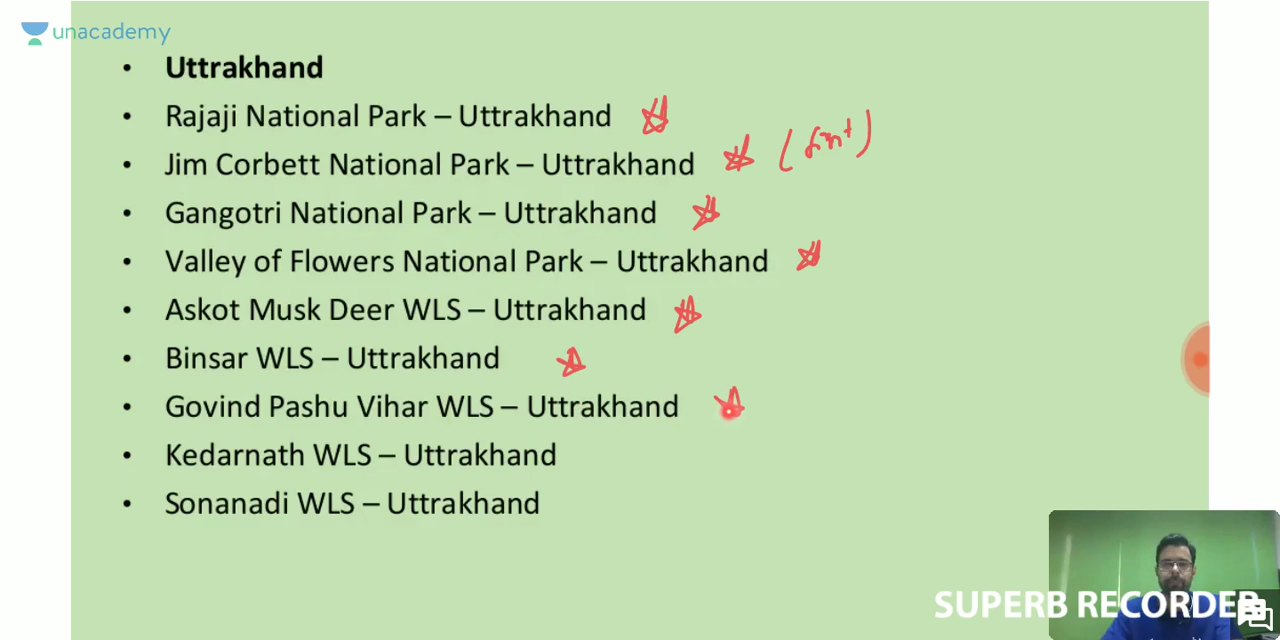 unacademy
• Uttrakhand
• Rajaji National Park – Uttrakhand
• Jim Corbett National Park – Uttrakhand
• Gangotri National Park – Uttrakhand
• Valley of Flowers National Park – Uttrakhand
• Askot Musk Deer WLS – Uttrakhand
• Binsar WLS – Uttrakhand
• Govind Pashu Vihar WLS – Uttrakhand
• Kedarnath WLS – Uttrakhand
• Sonanadi WLS – Uttrakhand
SUPERB RECORDER